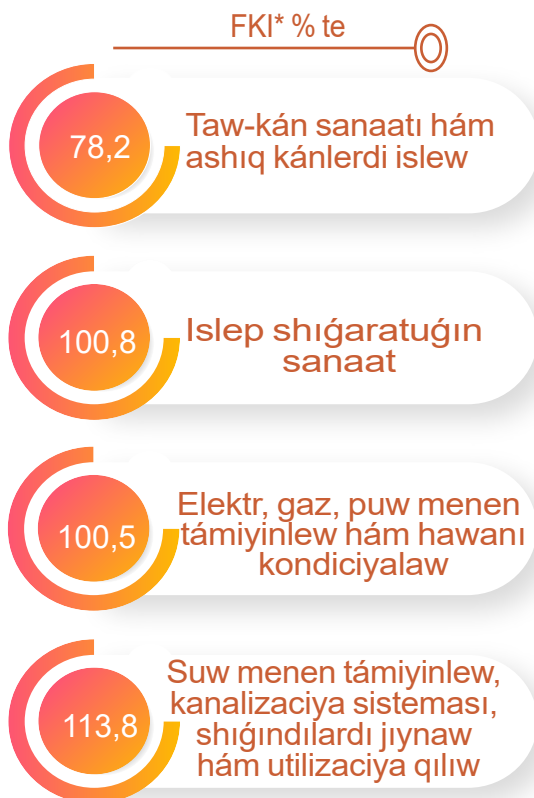 FKI* % te
78,2
Taw-kán sanaatı hám
ashıq kánlerdi islew
100,8
Islep shıǵaratuǵın
sanaat
100,5
Elektr, gaz, puw menen
támiyinlew hám hawanı
kondiciyalaw
113,8
Suw menen támiyinlew,
kanalizaciya sisteması,
shıǵındılardı jıynaw
hám utilizaciya qılıw